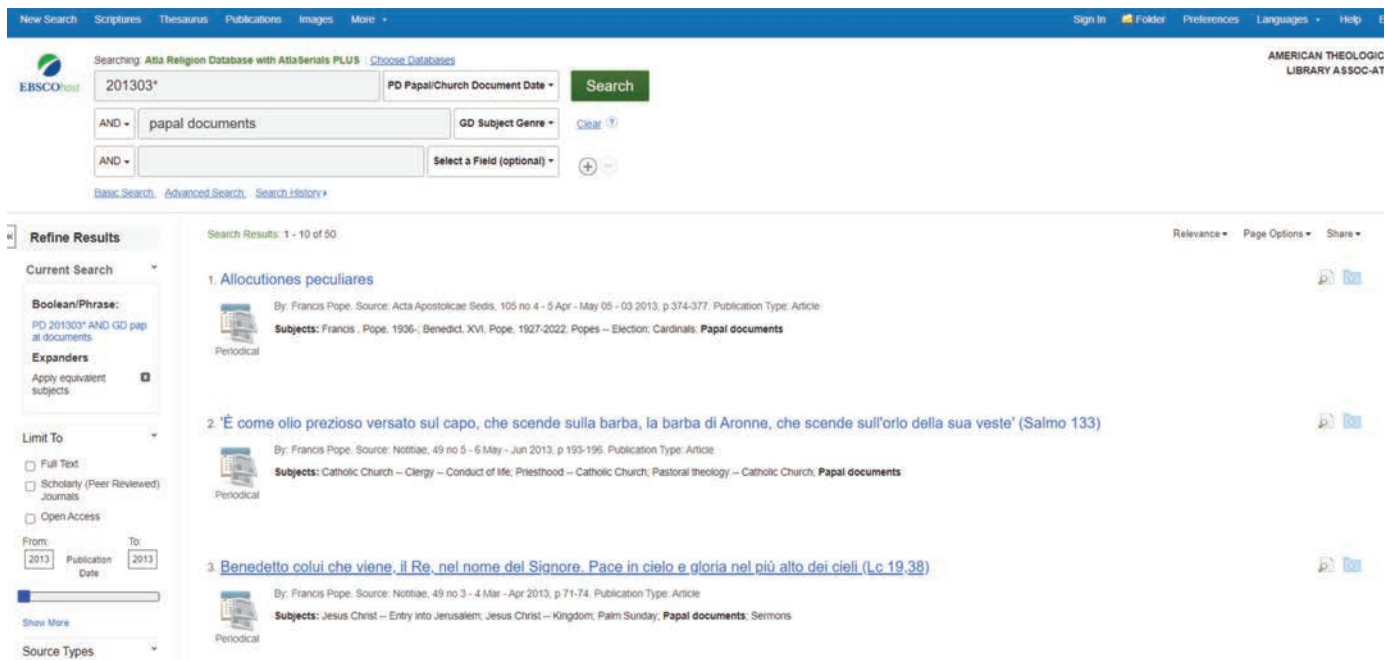 New Search Scriptures Thesaurus Publications Images More
Sign In Folder Preferences Languages Help E
Searching: Atla Religion Database with AtlaSerials PLUS Choose Databases
AMERICAN THEOLOGIC
LIBRARY ASSOC-AT
EBSCOhost
201303* PD Papal/Church Document Date Search
AND papal documents GD Subject Genre Clear ?
AND Select a Field (optional)
Basic Search Advanced Search Search History
Refine Results
Current Search
Boolean/Phrase:
PD 201303* AND GD pap
al documents
Expanders
Apply equivalent
subjects
Limit To
Full Text
Scholarly (Peer Reviewed)
Journals
Open Access
From: To:
2013 Publication 2013
Date
Show More
Source Types
Search Results: 1 - 10 of 50
Relevance Page Options Share
1. Allocutiones peculiares
By: Francis Pope. Source: Acta Apostolicae Sedis, 105 no 4 - 5 Apr - May 05 - 03 2013, p 374-377. Publication Type: Article
Subjects: Francis , Pope, 1936-; Benedict, XVI, Pope, 1927-2022; Popes -- Election; Cardinals; Papal documents
Periodical
2. 'È come olio prezioso versato sul capo, che scende sulla barba, la barba di Aronne, che scende sull'orlo della sua veste' (Salmo 133)
By: Francis Pope. Source: Notitiae, 49 no 5 - 6 May - Jun 2013, p 193-196. Publication Type: Article
Subjects: Catholic Church -- Clergy -- Conduct of life; Priesthood -- Catholic Church; Pastoral theology -- Catholic Church; Papal documents
Periodical
3. Benedetto colui che viene, il Re, nel nome del Signore. Pace in cielo e gloria nel più alto dei cieli (Lc 19,38)
By: Francis Pope. Source: Notitiae, 49 no 3 - 4 Mar - Apr 2013, p 71-74. Publication Type: Article
Subjects: Jesus Christ -- Entry into Jerusalem; Jesus Christ -- Kingdom; Palm Sunday; Papal documents; Sermons
Periodical